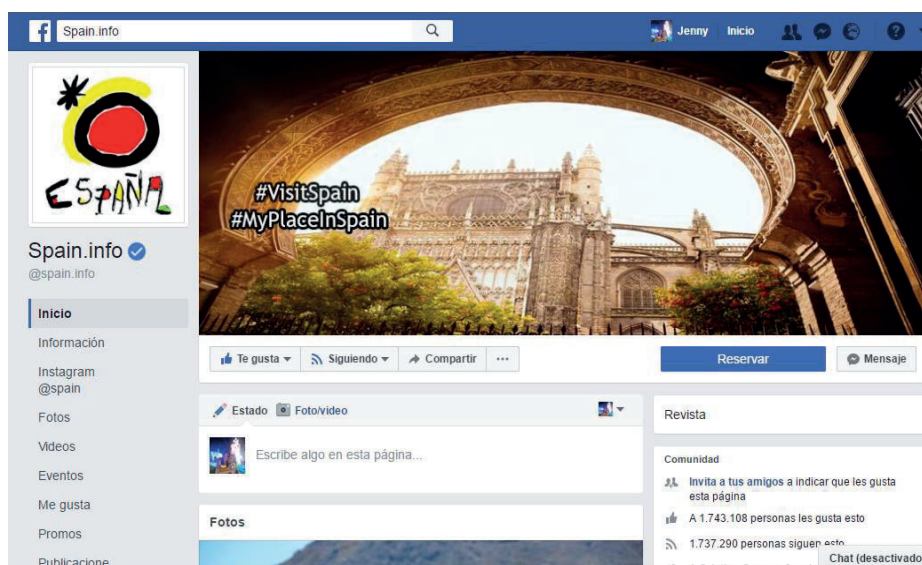 Spain.info
Jenny
Inicio
ESPAÑA
#VisitSpain
#MyPlaceInSpain
Spain.info
@spain.info
Inicio
Información
Instagram
@spain
Fotos
Videos
Eventos
Me gusta
Promos
Publicacione
Te gusta
Siguiendo
Compartir
Reservar
Mensaje
Estado
Foto/video
Escribe algo en esta página...
Fotos
Revista
Comunidad
Invita a tus amigos a indicar que les gusta
esta página
A 1.743.108 personas les gusta esto
1.737.290 personas siguen esto
Chat (desactivado